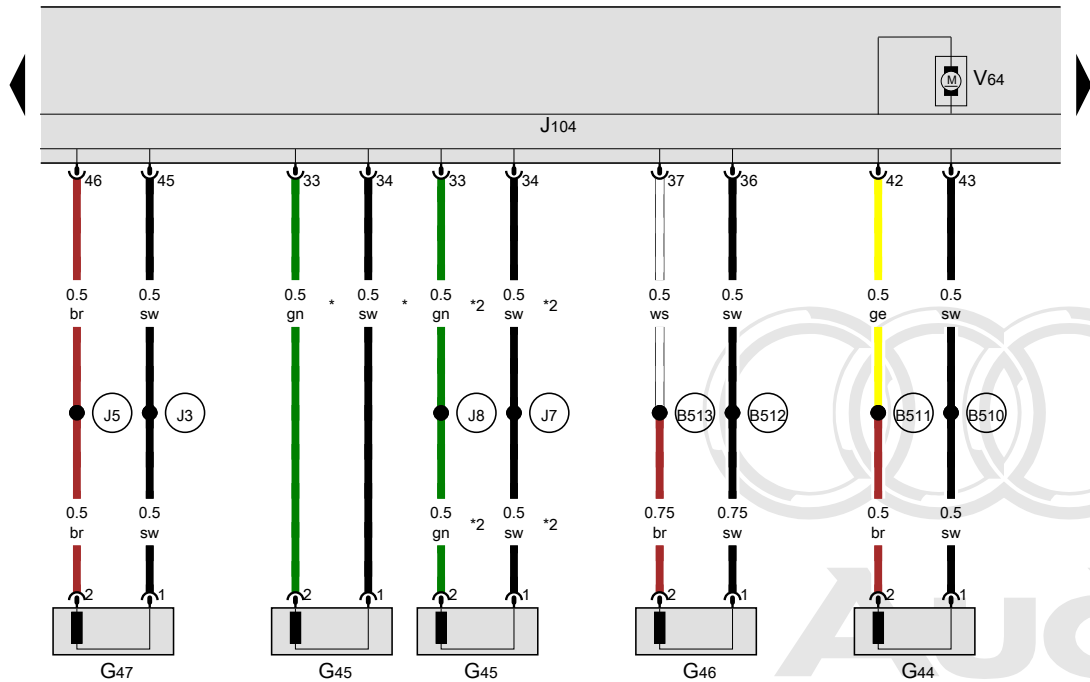 M V64
J104
46 45 33 34 33 34 37 36 42 43
0.5 0.5 0.5 * 0.5 * 0.5 *2 0.5 *2 0.5 0.5 0.5 0.5
br sw gn sw gn sw ws sw ge sw
J5 J3 J8 J7 B513 B512 B511 B510
0.5 0.5 0.5 *2 0.5 *2 0.75 0.75 0.5 0.5
br sw gn sw br sw br sw
2 1 2 1 2 1 2 1 2 1
G47 G45 G45 G46 G44
Aud